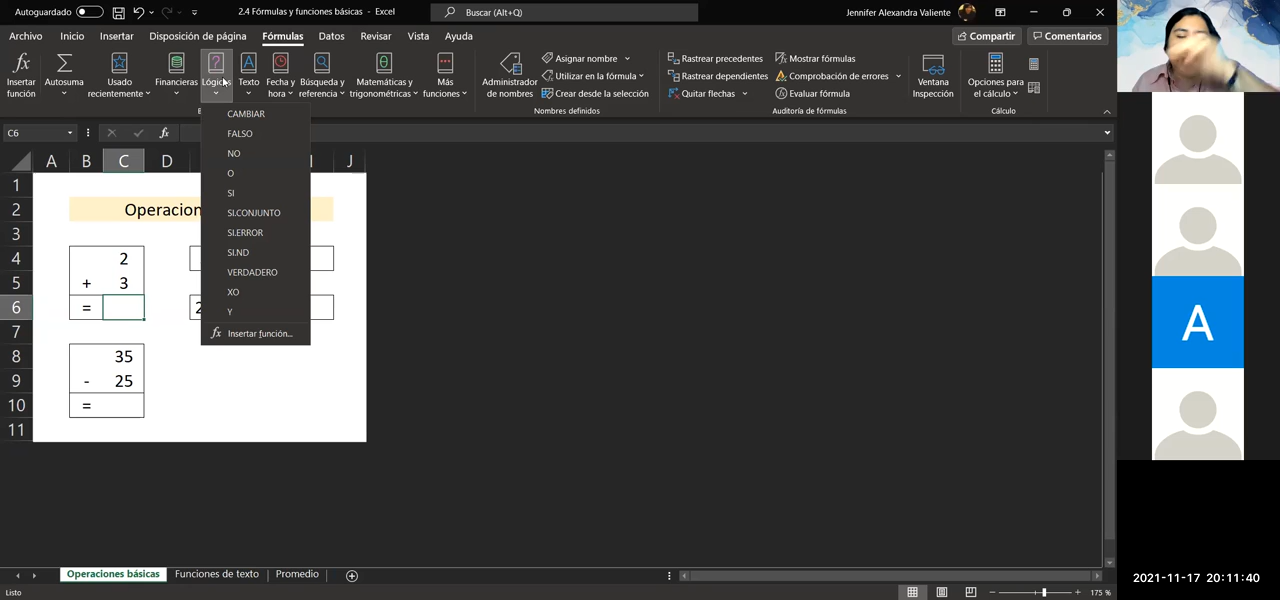 Autoguardado
2.4 Fórmulas y funciones básicas - Excel
Buscar (Alt+Q)
Jennifer Alexandra Valiente
Archivo Inicio Insertar Disposición de página Fórmulas Datos Revisar Vista Ayuda
Compartir Comentarios
Insertar función
Autosuma
Usado recientemente
Financieras
Lógicas
Texto
Fecha y hora
Búsqueda y referencia
Matemáticas y trigonométricas
Más funciones
Administrador de nombres
Asignar nombre
Utilizar en la fórmula
Crear desde la selección
Nombres definidos
Rastrear precedentes
Rastrear dependientes
Quitar flechas
Mostrar fórmulas
Comprobación de errores
Evaluar fórmula
Auditoría de fórmulas
Ventana Inspección
Opciones para el cálculo
Cálculo
CAMBIAR
FALSO
NO
O
SI
SI.CONJUNTO
SI.ERROR
SI.ND
VERDADERO
XO
Y
fx Insertar función...
C6
fx
A B C D J
1
2 Operacion
3
4 2
5 + 3
6 = 2
7
8 35
9 - 25
10 =
11
A
Operaciones básicas Funciones de texto Promedio
Listo
175 %
2021-11-17 20:11:40